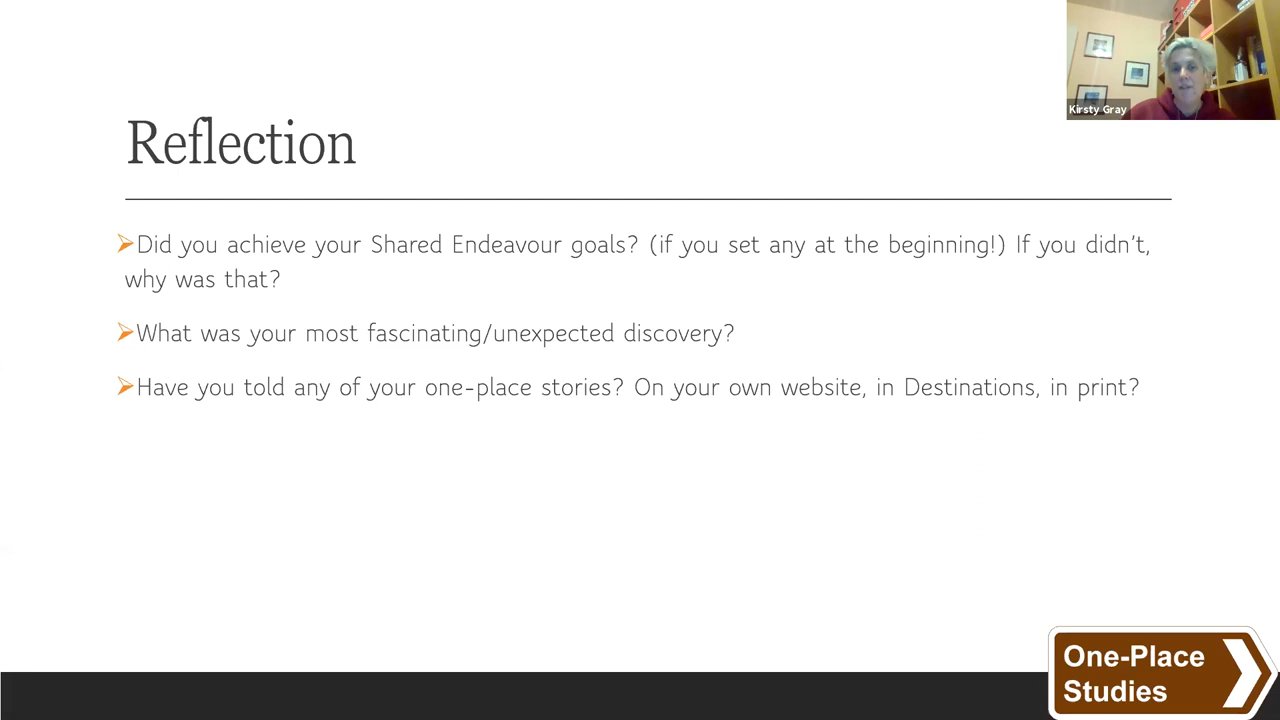 Kirsty Gray
Reflection
Did you achieve your Shared Endeavour goals? (if you set any at the beginning!) If you didn't,
why was that?
What was your most fascinating/unexpected discovery?
Have you told any of your one-place stories? On your own website, in Destinations, in print?
One-Place
Studies